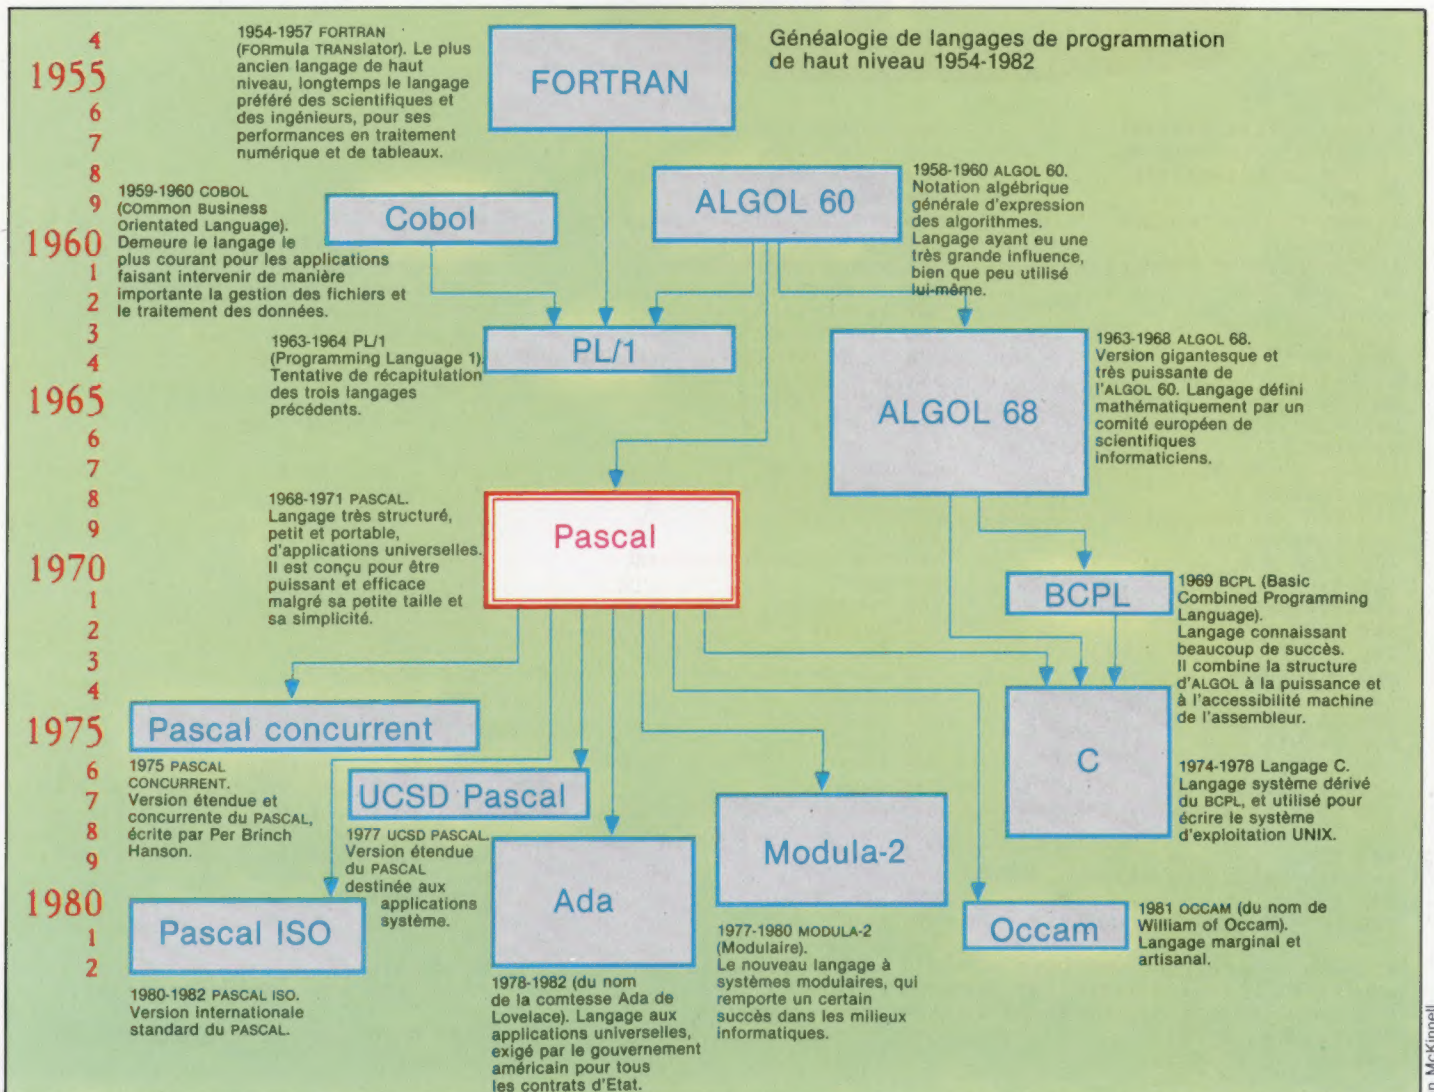 Généalogie de langages de programmation
de haut niveau 1954-1982
4
1955
6
7
8
9
1960
1
2
3
4
1965
6
7
8
9
1970
1
2
3
4
1975
6
7
8
9
1980
1
2
1954-1957 FORTRAN
(FORmula TRANslator). Le plus
ancien langage de haut
niveau, longtemps le langage
préféré des scientifiques et
des ingénieurs, pour ses
performances en traitement
numérique et de tableaux.
FORTRAN
1959-1960 COBOL
(COmmon Business
Orientated Language).
Demeure le langage le
plus courant pour les applications
faisant intervenir de manière
importante la gestion des fichiers et
le traitement des données.
Cobol
ALGOL 60
1958-1960 ALGOL 60.
Notation algébrique
générale d'expression
des algorithmes.
Langage ayant eu une
très grande influence,
bien que peu utilisé
lui-même.
1963-1964 PL/1
(Programming Language 1).
Tentative de récapitulation
des trois langages
précédents.
PL/1
ALGOL 68
1963-1968 ALGOL 68.
Version gigantesque et
très puissante de
l'ALGOL 60. Langage défini
mathématiquement par un
comité européen de
scientifiques
informaticiens.
1968-1971 PASCAL.
Langage très structuré,
petit et portable,
d'applications universelles.
Il est conçu pour être
puissant et efficace
malgré sa petite taille et
sa simplicité.
Pascal
BCPL
1969 BCPL (Basic
Combined Programming
Language).
Langage connaissant
beaucoup de succès.
Il combine la structure
d'ALGOL à la puissance et
à l'accessibilité machine
de l'assembleur.
Pascal concurrent
1975 PASCAL
CONCURRENT.
Version étendue et
concurrente du PASCAL,
écrite par Per Brinch
Hanson.
UCSD Pascal
1977 UCSD PASCAL.
Version étendue
du PASCAL
destinée aux
applications
système.
C
1974-1978 Langage C.
Langage système dérivé
du BCPL, et utilisé pour
écrire le système
d'exploitation UNIX.
Modula-2
1977-1980 MODULA-2
(Modulaire).
Le nouveau langage à
systèmes modulaires, qui
remporte un certain
succès dans les milieux
informatiques.
Ada
1978-1982 (du nom
de la comtesse Ada de
Lovelace). Langage aux
applications universelles,
exigé par le gouvernement
américain pour tous
les contrats d'Etat.
Pascal ISO
1980-1982 PASCAL ISO.
Version internationale
standard du PASCAL.
Occam
1981 OCCAM (du nom de
William of Occam).
Langage marginal et
artisanal.
McKinnell